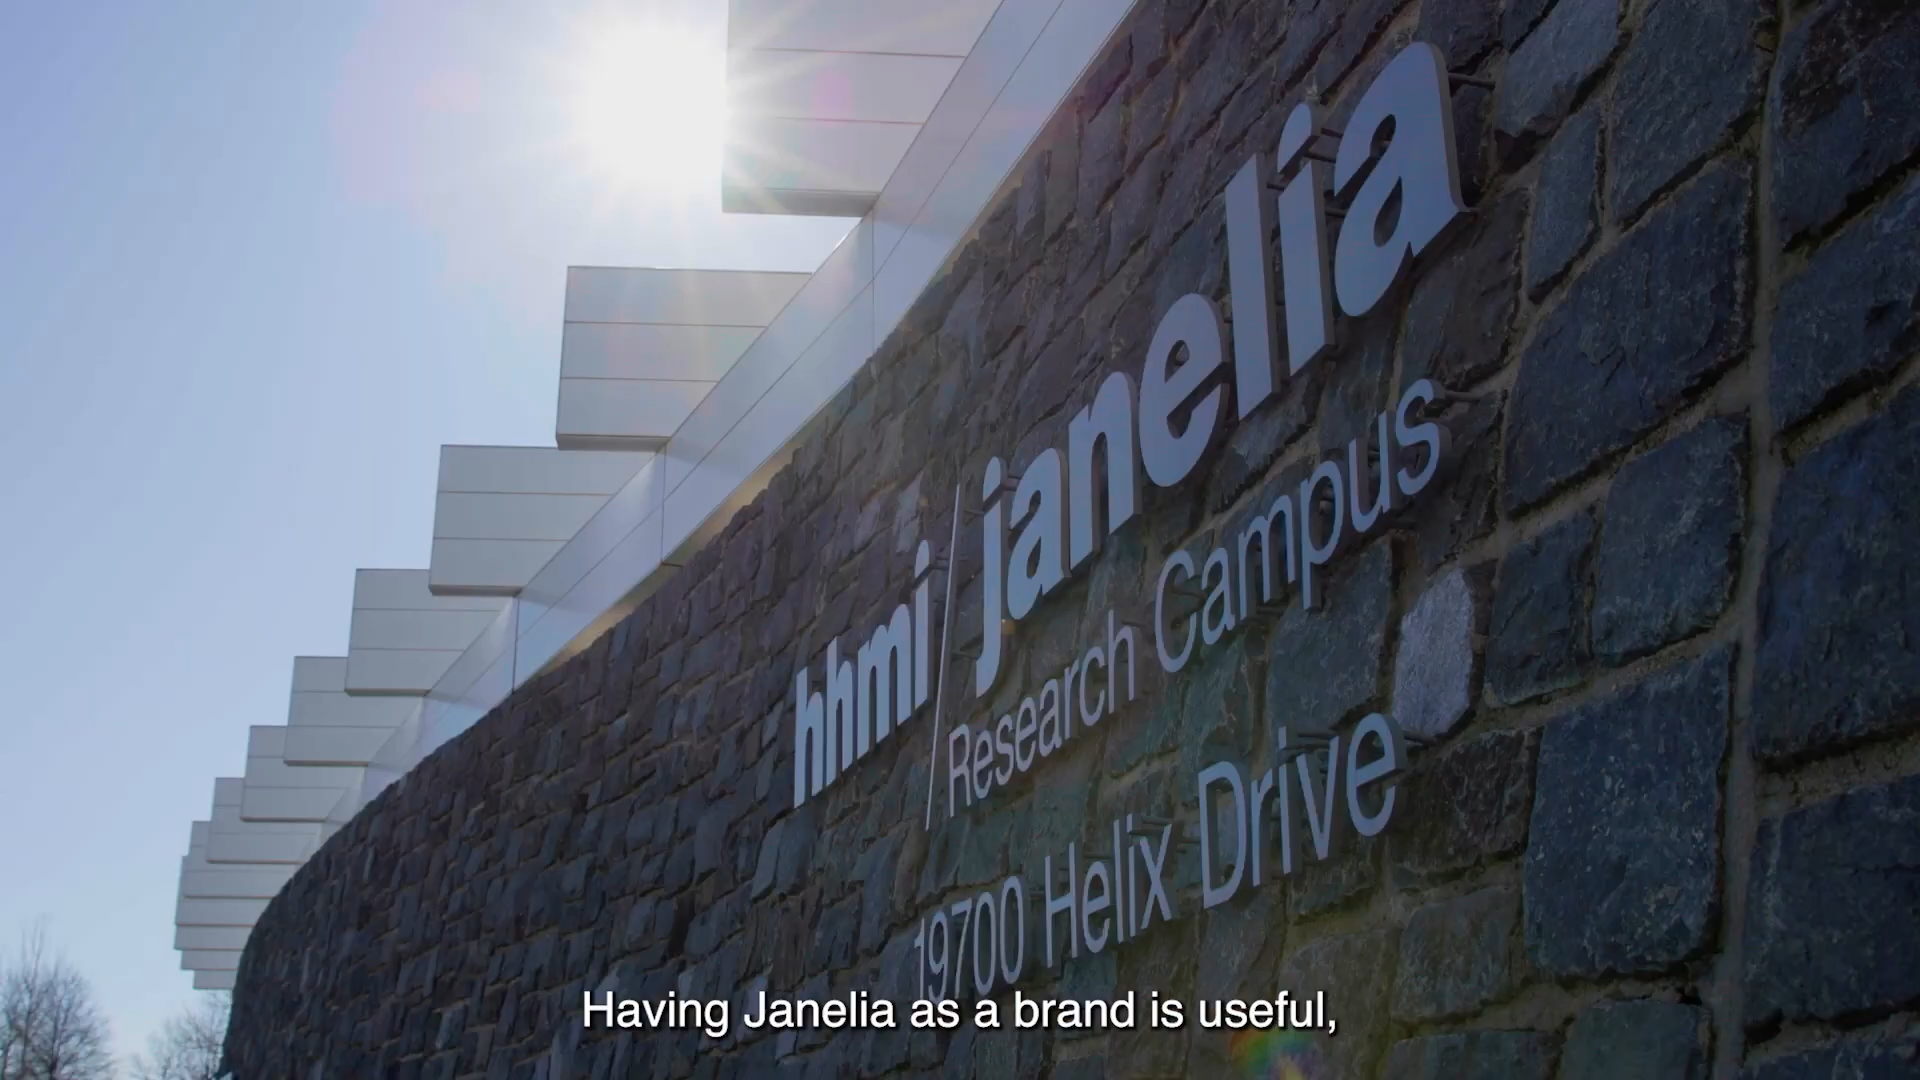 hhmi janelia
Research Campus
19700 Helix Drive
Having Janelia as a brand is useful,